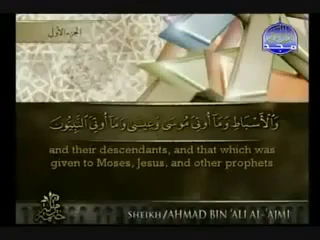 الجزء الأول
مجد
وَالْأَسْبَاطِ وَمَا أُوتِيَ مُوسَىٰ وَعِيسَىٰ وَمَا أُوتِيَ النَّبِيُّونَ
and their descendants, and that which was
given to Moses, Jesus, and other prophets
SHEIKH/AHMAD BIN 'ALI AL-'AJMI